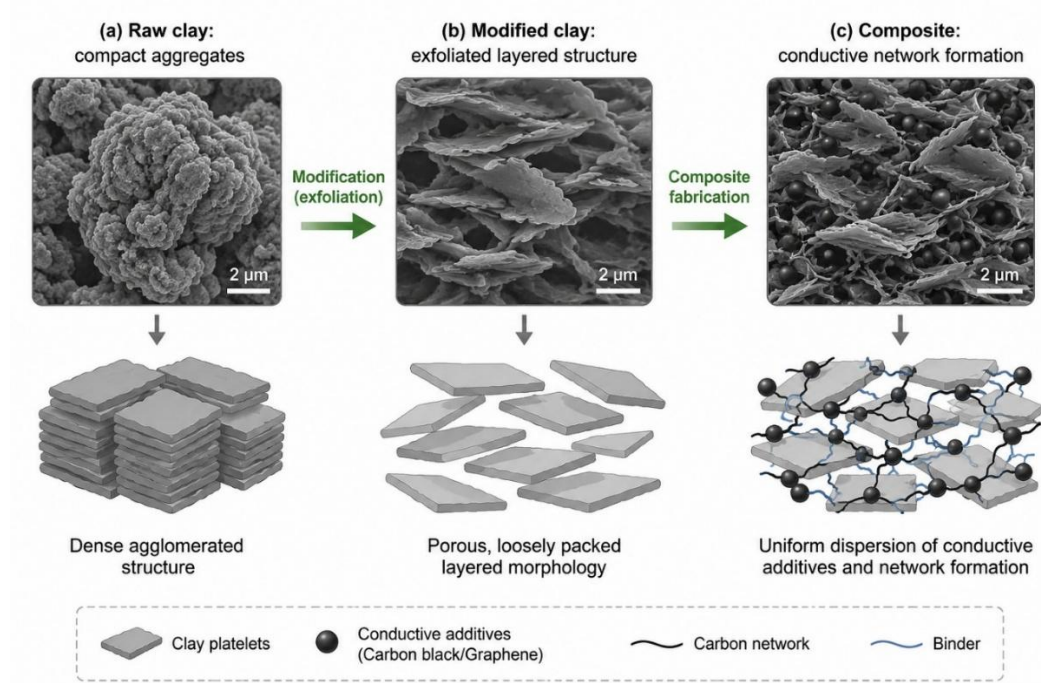 (a) Raw clay:
compact aggregates
(b) Modified clay:
exfoliated layered structure
(c) Composite:
conductive network formation
Modification
(exfoliation)
Composite
fabrication
2 µm
2 µm
2 µm
Dense agglomerated
structure
Porous, loosely packed
layered morphology
Uniform dispersion of conductive
additives and network formation
Clay platelets
Conductive additives
(Carbon black/Graphene)
Carbon network
Binder